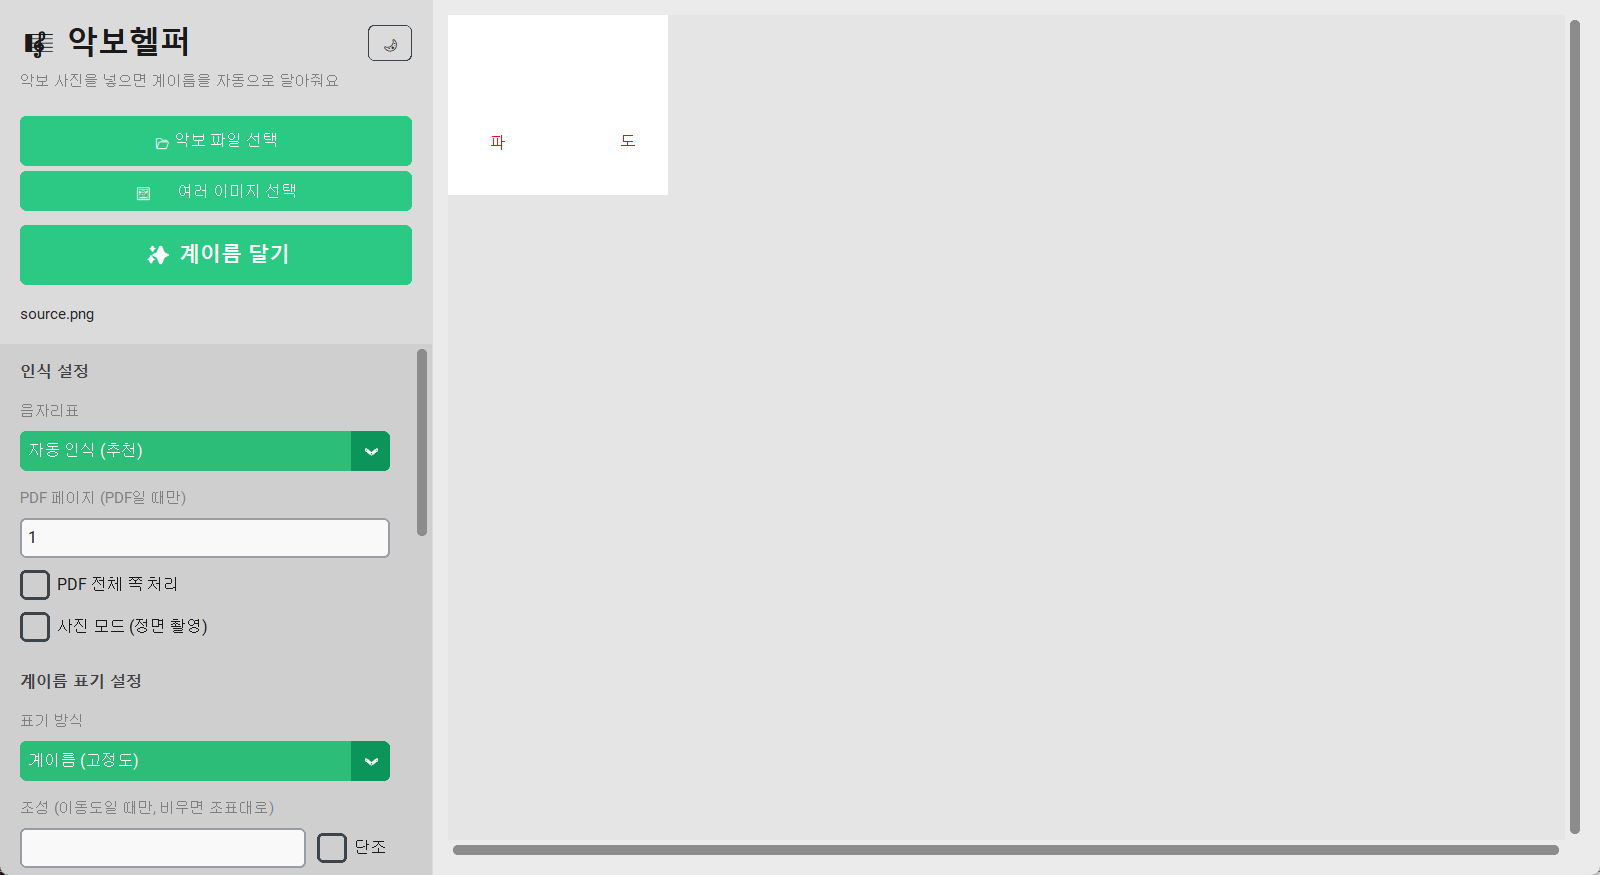 악보헬퍼
악보 사진을 넣으면 계이름을 자동으로 달아줘요
악보 파일 선택
여러 이미지 선택
계이름 달기
source.png
인식 설정
음자리표
자동 인식 (추천)
PDF 페이지 (PDF일 때만)
1
PDF 전체 쪽 처리
사진 모드 (정면 촬영)
계이름 표기 설정
표기 방식
계이름 (고정도)
조성 (이동도일 때만, 비우면 조표대로)
단조
파 도